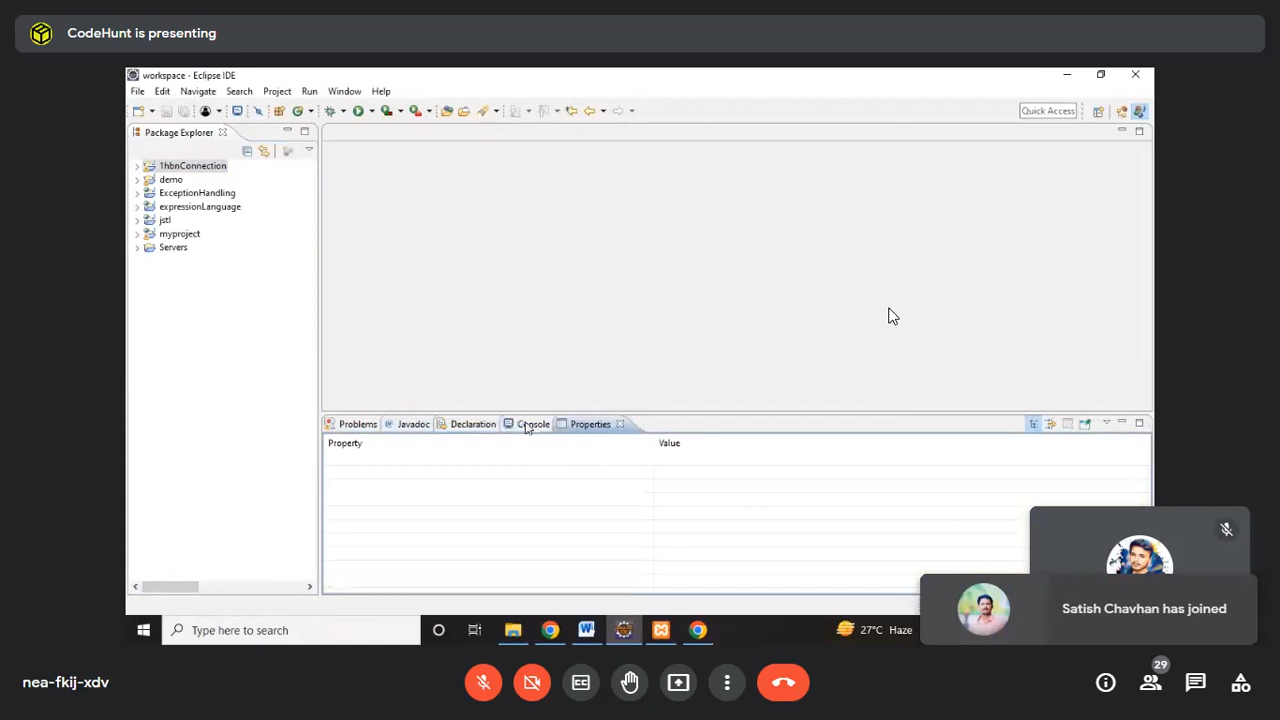 CodeHunt is presenting
workspace - Eclipse IDE
File Edit Navigate Search Project Run Window Help
Quick Access
Package Explorer
1hbnConnection
demo
ExceptionHandling
expressionLanguage
jstl
myproject
Servers
Problems Javadoc Declaration Console Properties
Property Value
Satish Chavhan has joined
Type here to search
27°C Haze
nea-fkij-xdv
29